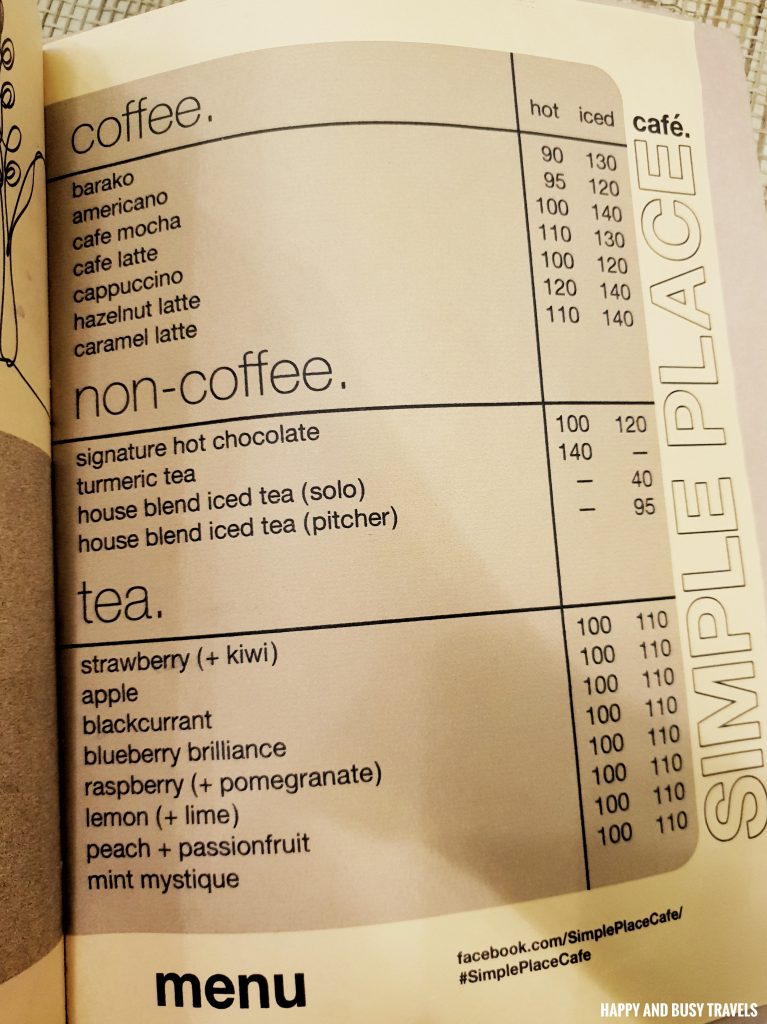 coffee. hot iced
barako 90 130
americano 95 120
cafe mocha 100 140
cafe latte 110 130
cappuccino 100 120
hazelnut latte 120 140
caramel latte 110 140
non-coffee.
signature hot chocolate 100 120
turmeric tea 140 –
house blend iced tea (solo) – 40
house blend iced tea (pitcher) – 95
tea.
strawberry (+ kiwi) 100 110
apple 100 110
blackcurrant 100 110
blueberry brilliance 100 110
raspberry (+ pomegranate) 100 110
lemon (+ lime) 100 110
peach + passionfruit 100 110
mint mystique 100 110
café.
SIMPLE PLACE
menu
facebook.com/SimplePlaceCafe/
#SimplePlaceCafe
HAPPY AND BUSY TRAVELS